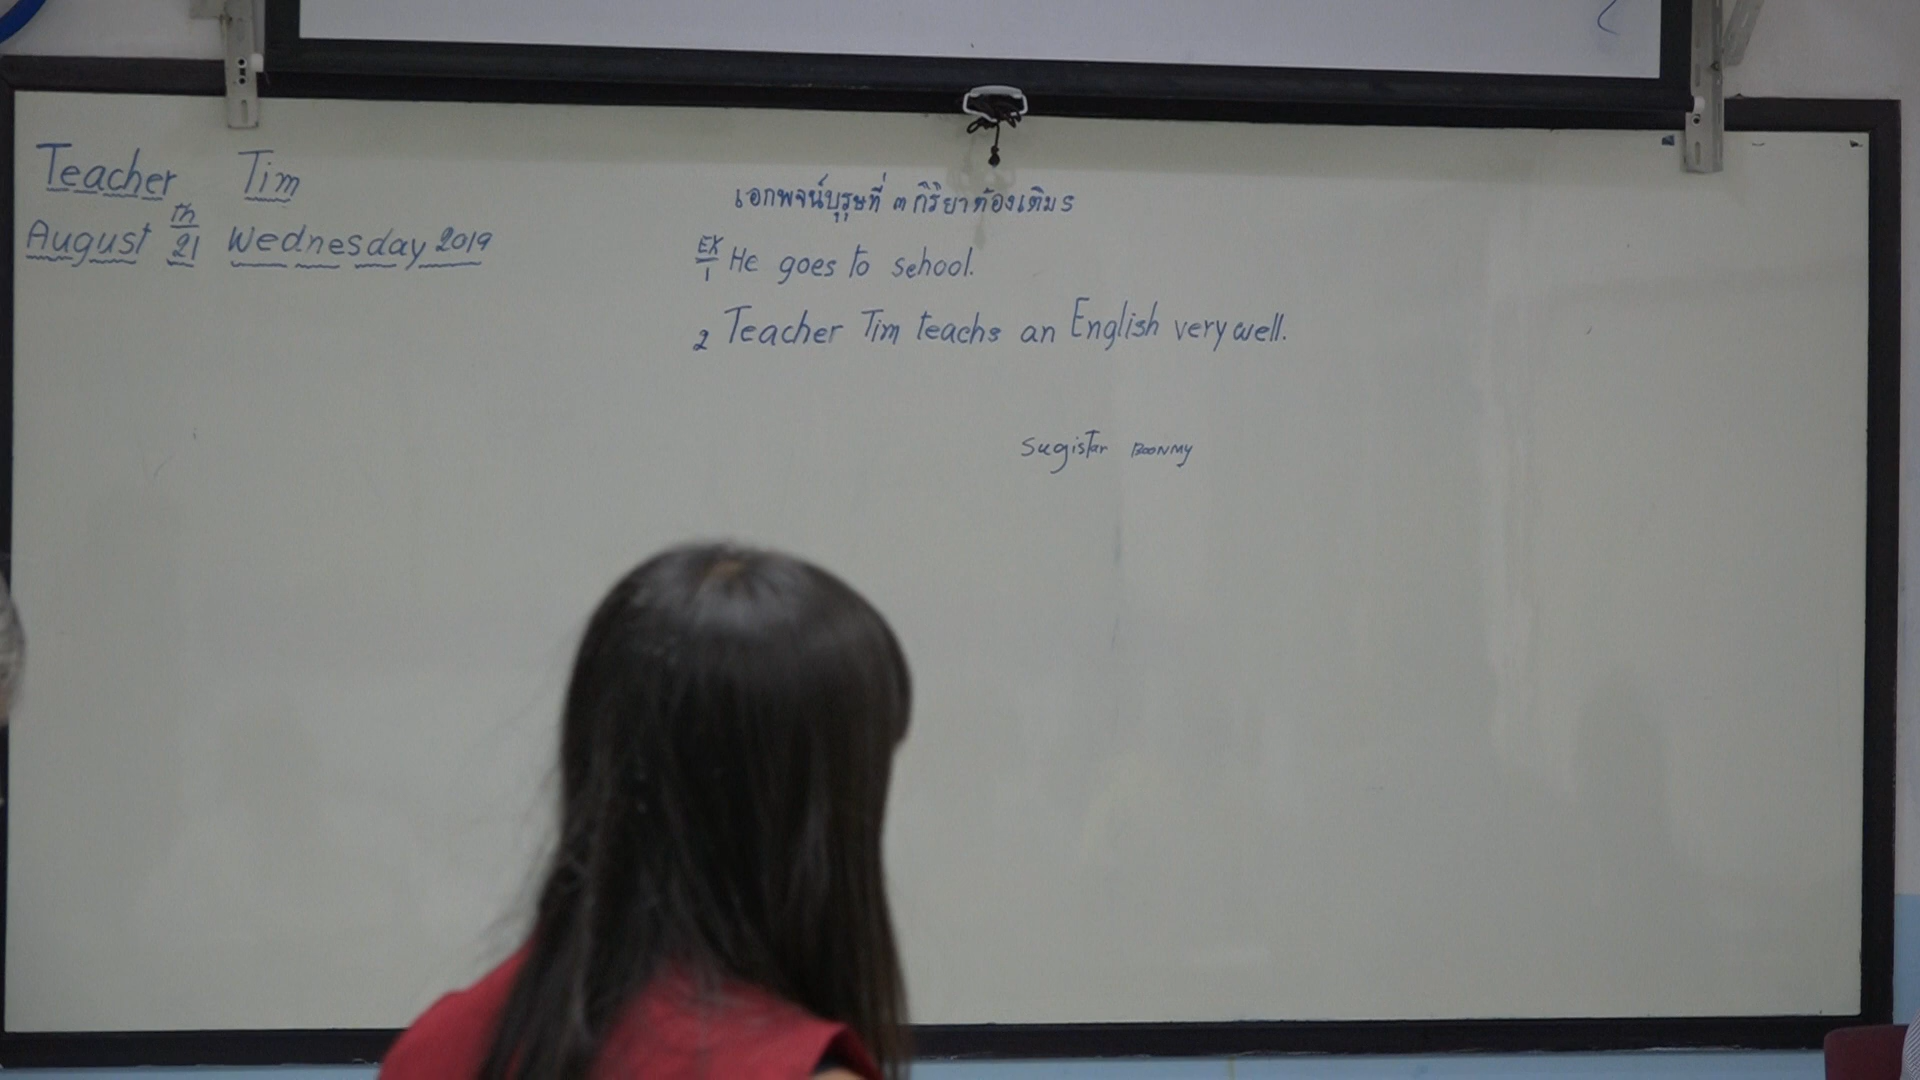 Teacher Tim
August 21th Wednesday 2019
เอกพจน์บุรุษที่ ๓ กิริยาต้องเติม s
EX 1 He goes to school.
2 Teacher Tim teachs an English very well.
Sugistar BOONMY